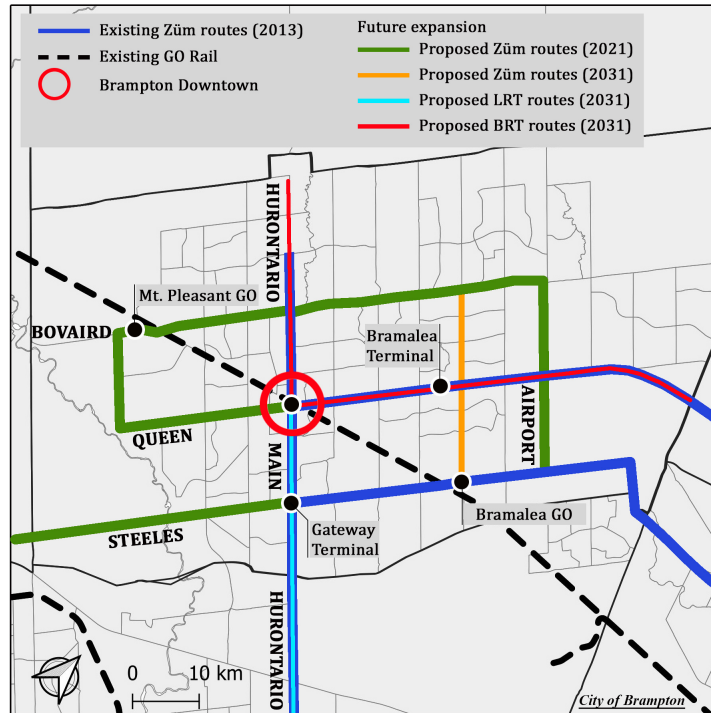 Existing Züm routes (2013)
Existing GO Rail
Brampton Downtown
Future expansion
Proposed Züm routes (2021)
Proposed Züm routes (2031)
Proposed LRT routes (2031)
Proposed BRT routes (2031)
HURONTARIO
Mt. Pleasant GO
BOVAIRD
Bramalea
Terminal
AIRPORT
QUEEN
MAIN
STEELES
Gateway
Terminal
Bramalea GO
HURONTARIO
0 10 km
City of Brampton